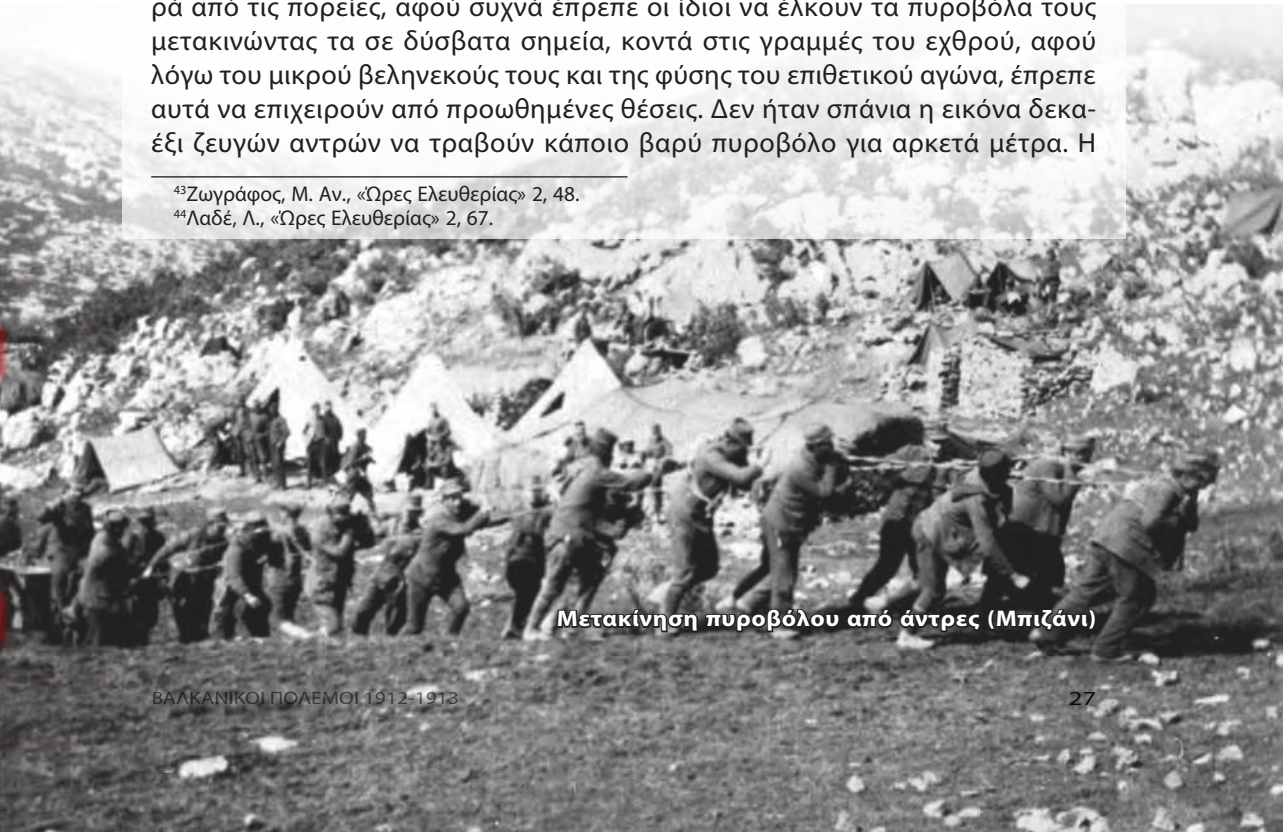 ρά από τις πορείες, αφού συχνά έπρεπε οι ίδιοι να έλκουν τα πυροβόλα τους
μετακινώντας τα σε δύσβατα σημεία, κοντά στις γραμμές του εχθρού, αφού
λόγω του μικρού βεληνεκούς τους και της φύσης του επιθετικού αγώνα, έπρεπε
αυτά να επιχειρούν από προωθημένες θέσεις. Δεν ήταν σπάνια η εικόνα δεκα-
έξι ζευγών αντρών να τραβούν κάποιο βαρύ πυροβόλο για αρκετά μέτρα. Η
⁴³Ζωγράφος, Μ. Αν., «Ώρες Ελευθερίας» 2, 48.
⁴⁴Λαδέ, Λ., «Ώρες Ελευθερίας» 2, 67.
Μετακίνηση πυροβόλου από άντρες (Μπιζάνι)
ΒΑΛΚΑΝΙΚΟΙ ΠΟΛΕΜΟΙ 1912-1913 27